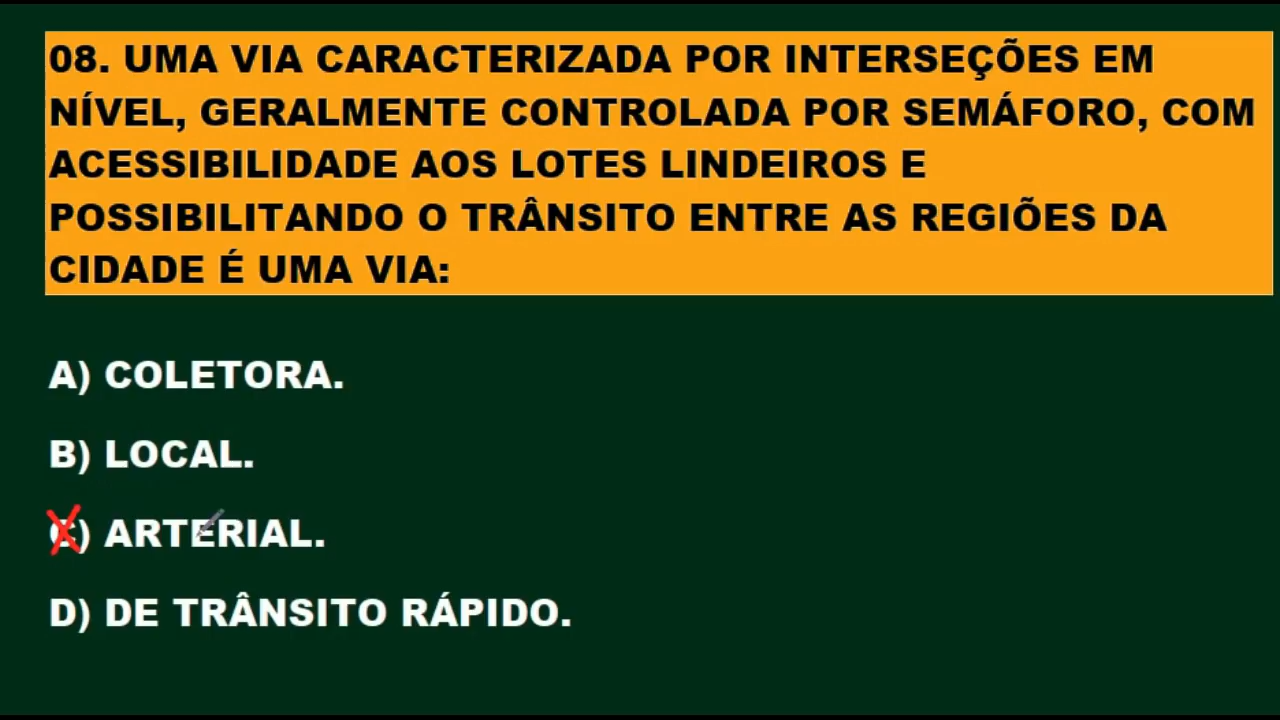 08. UMA VIA CARACTERIZADA POR INTERSEÇÕES EM
NÍVEL, GERALMENTE CONTROLADA POR SEMÁFORO, COM
ACESSIBILIDADE AOS LOTES LINDEIROS E
POSSIBILITANDO O TRÂNSITO ENTRE AS REGIÕES DA
CIDADE É UMA VIA:
A) COLETORA.
B) LOCAL.
C) ARTERIAL.
D) DE TRÂNSITO RÁPIDO.